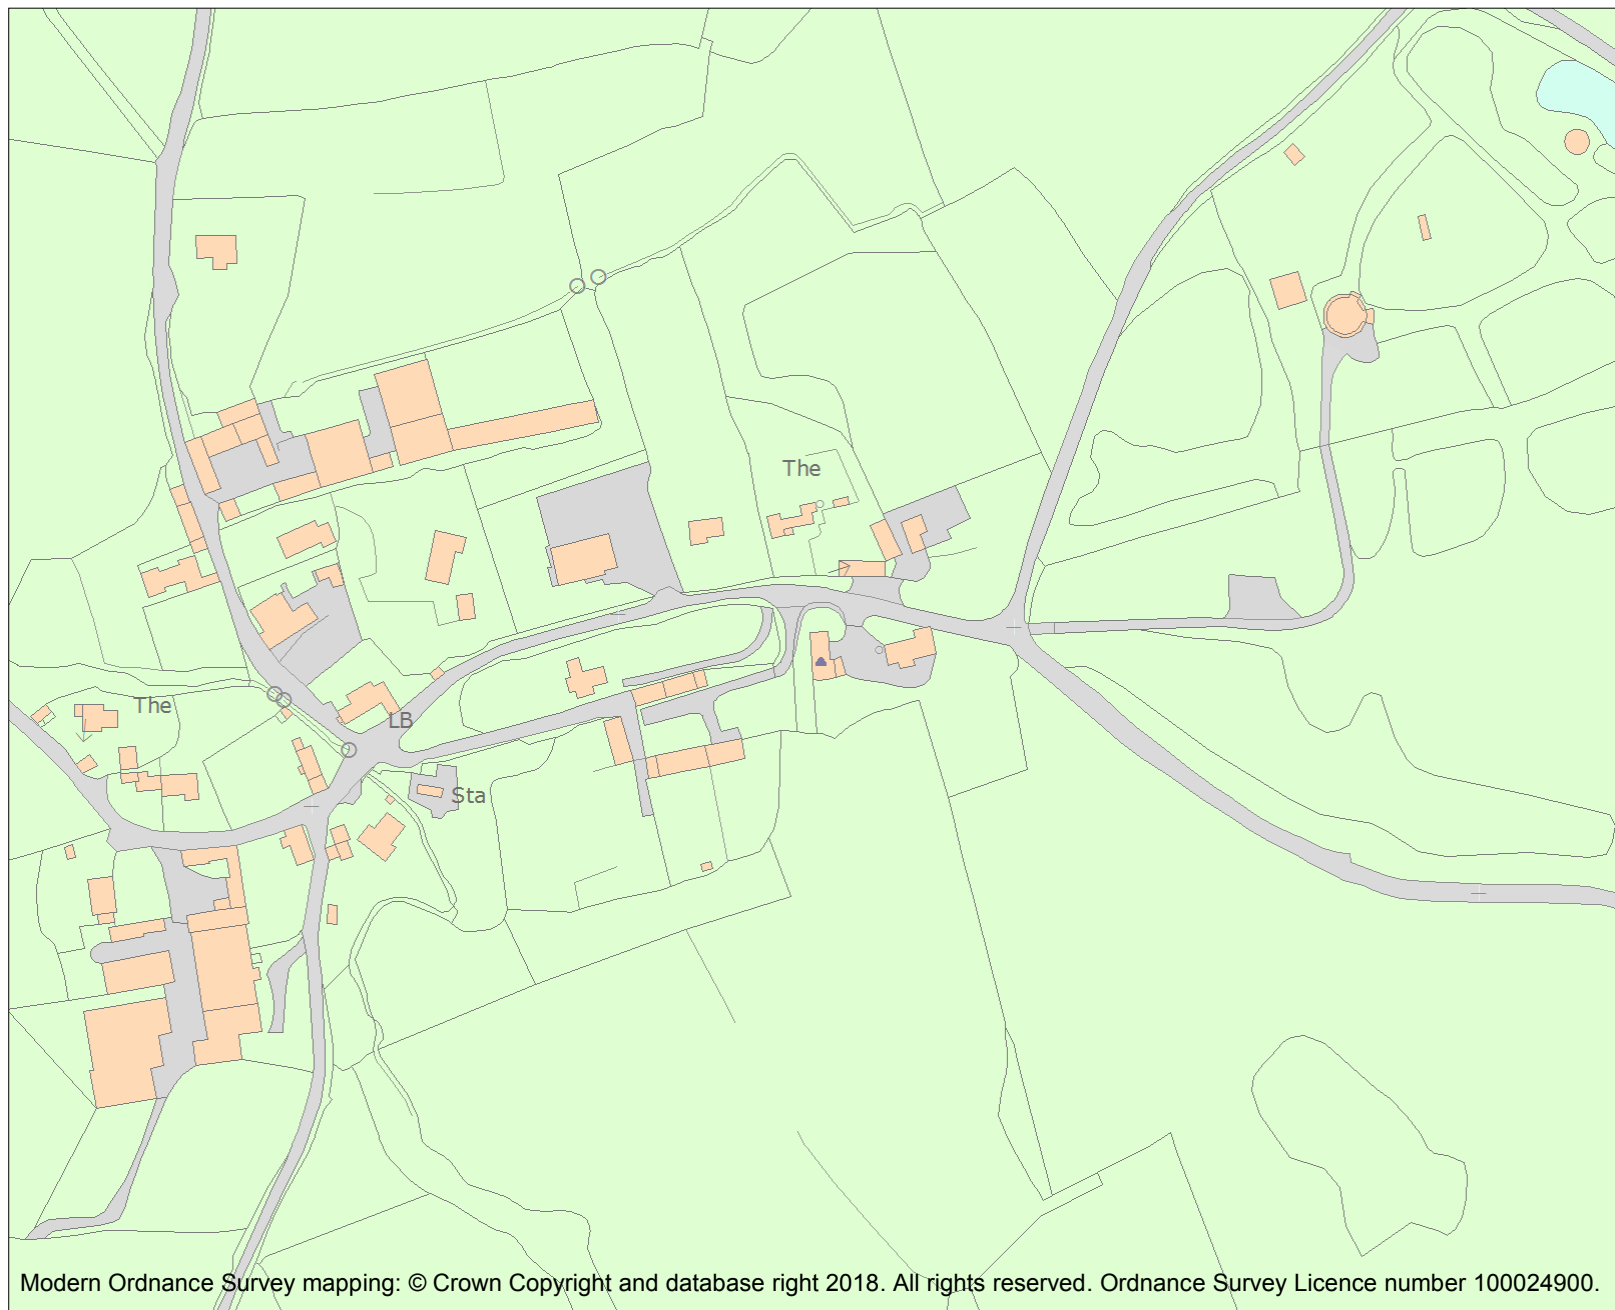 The
The
LB
Sta
Modern Ordnance Survey mapping: © Crown Copyright and database right 2018. All rights reserved. Ordnance Survey Licence number 100024900.